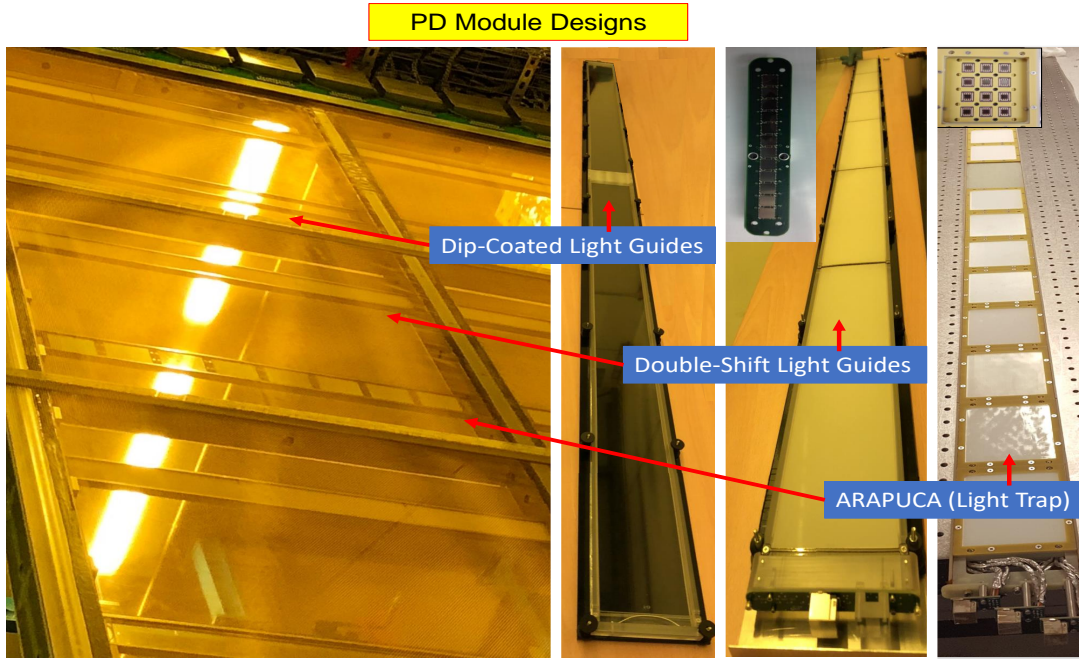 PD Module Designs
Dip-Coated Light Guides
Double-Shift Light Guides
ARAPUCA (Light Trap)